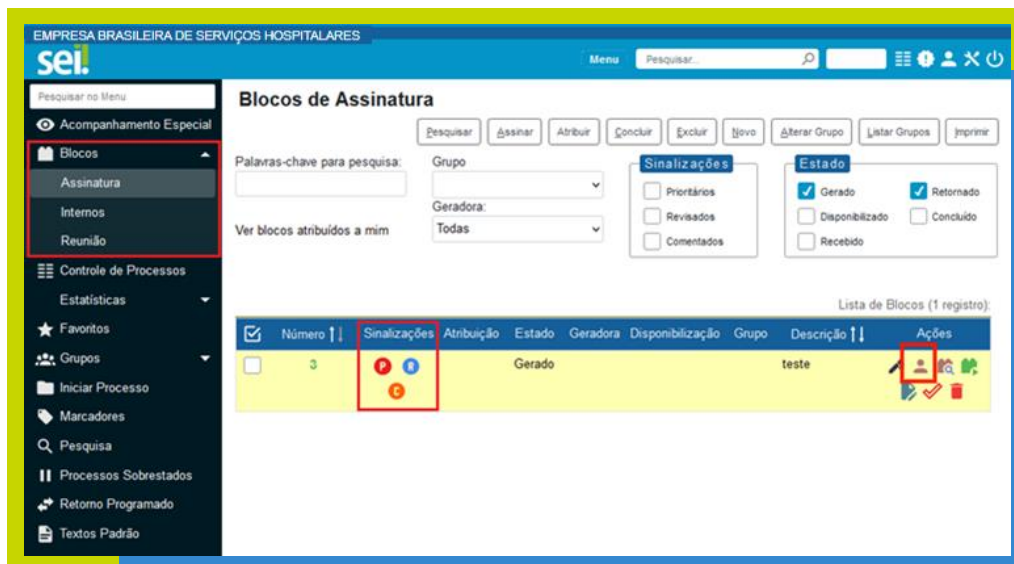 EMPRESA BRASILEIRA DE SERVIÇOS HOSPITALARES
sei!
Menu Pesquisar...
Pesquisar no Menu
Acompanhamento Especial
Blocos
Assinatura
Internos
Reunião
Controle de Processos
Estatísticas
Favoritos
Grupos
Iniciar Processo
Marcadores
Pesquisa
Processos Sobrestados
Retorno Programado
Textos Padrão
Blocos de Assinatura
Pesquisar Assinar Atribuir Concluir Excluir Novo Alterar Grupo Listar Grupos Imprimir
Palavras-chave para pesquisa:
Ver blocos atribuídos a mim
Grupo
Geradora:
Todas
Sinalizações
Prioritários
Revisados
Comentados
Estado
Gerado Retornado
Disponibilizado Concluído
Recebido
Lista de Blocos (1 registro):
Número Sinalizações Atribuição Estado Geradora Disponibilização Grupo Descrição Ações
3 P R Gerado teste
C